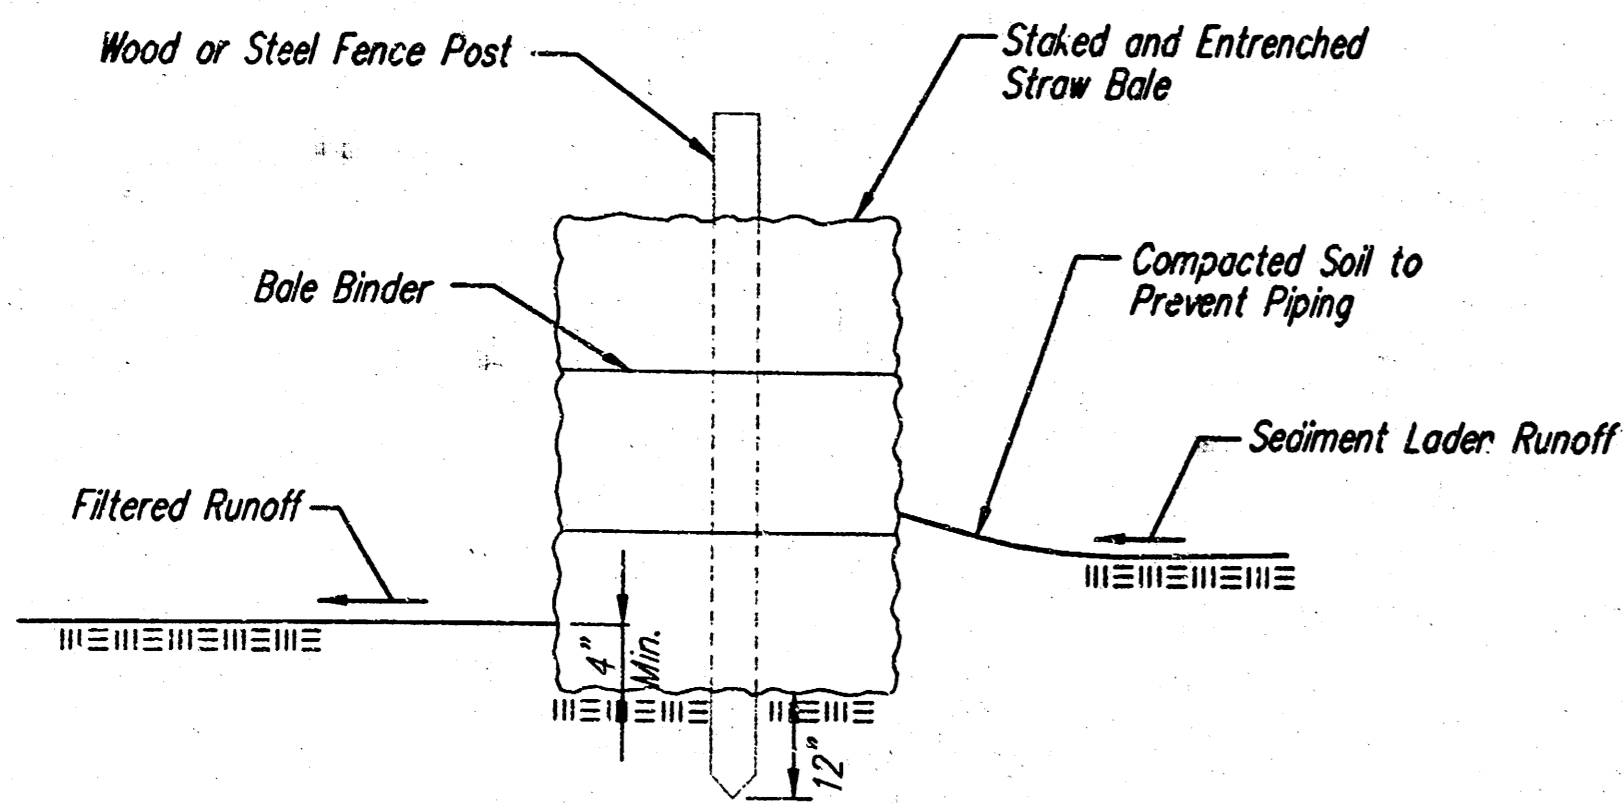 Wood or Steel Fence Post
Staked and Entrenched
Straw Bale
Bale Binder
Compacted Soil to
Prevent Piping
Sediment Laden Runoff
Filtered Runoff
4"
Min.
12"